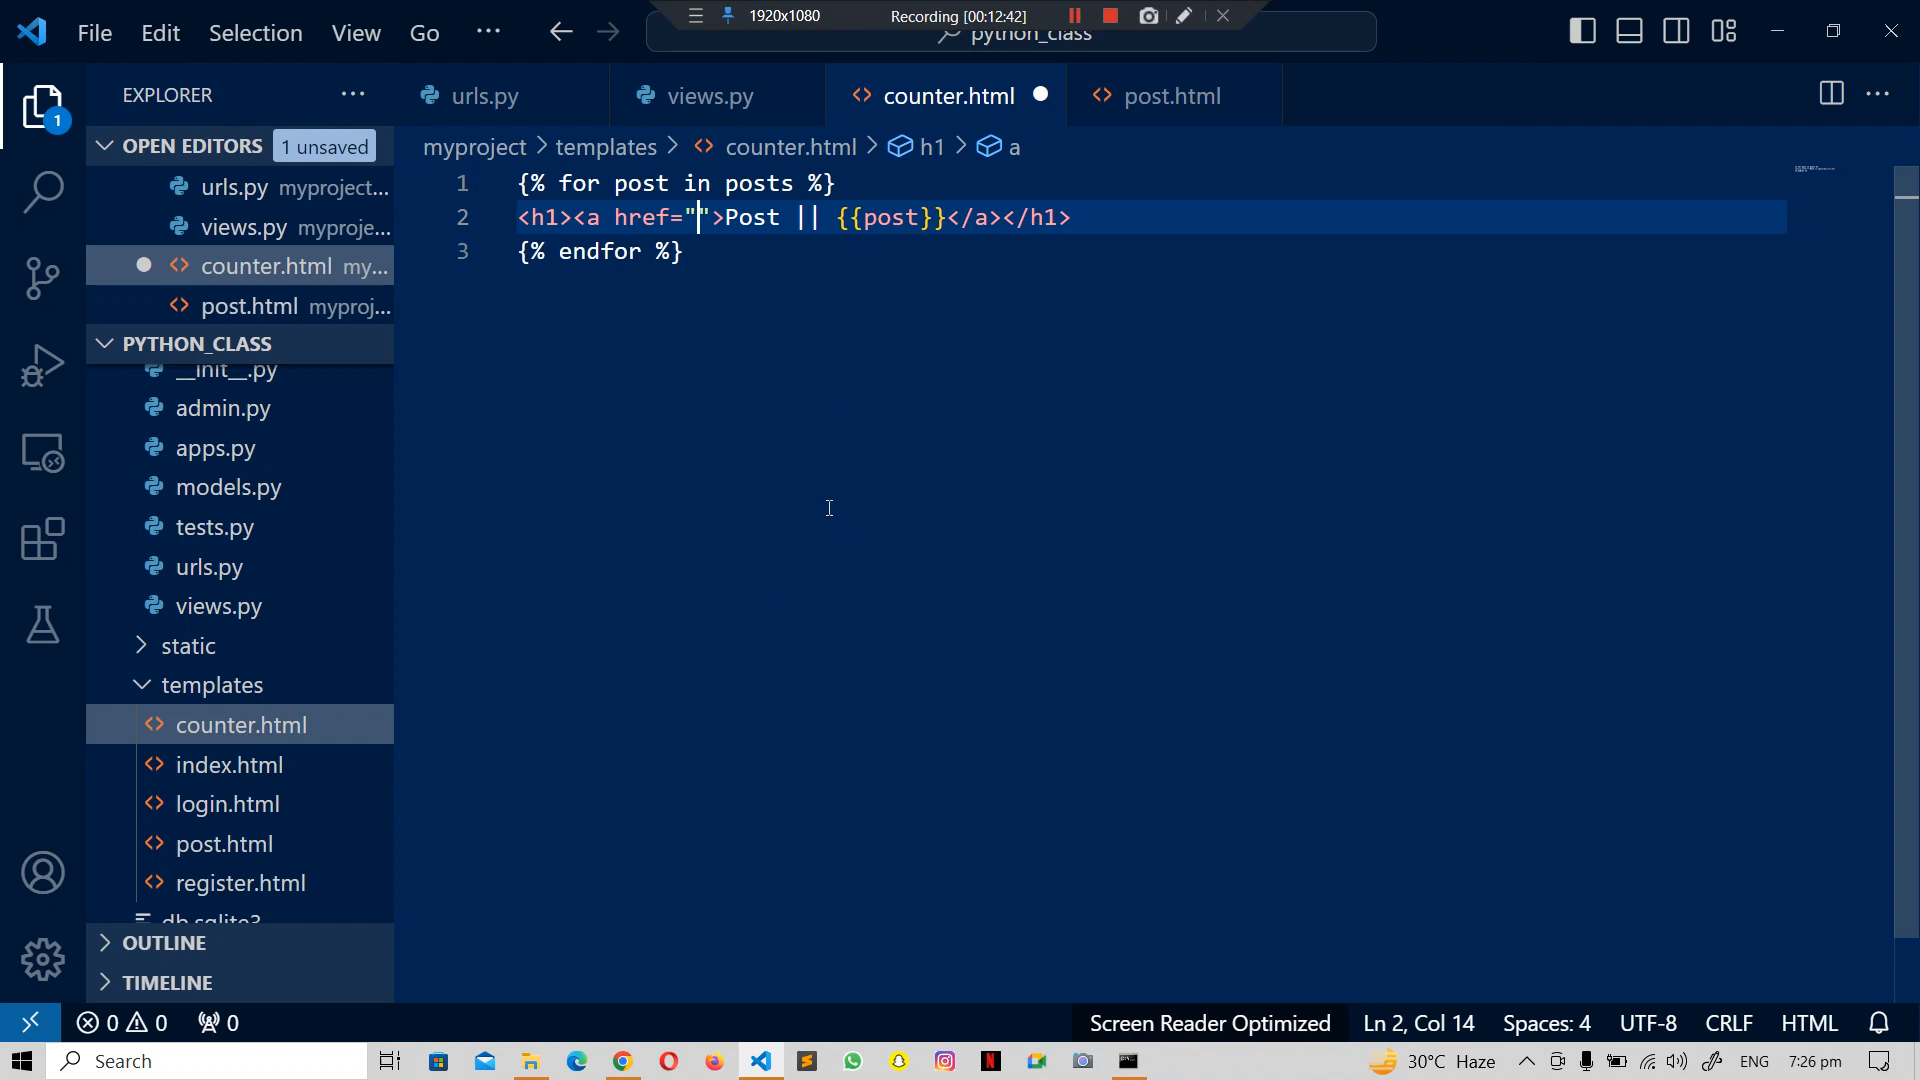 1920x1080 Recording [00:12:42]
File Edit Selection View Go ··· python_class
EXPLORER ···
urls.py views.py counter.html post.html
OPEN EDITORS 1 unsaved
urls.py myproject...
views.py myproje...
counter.html my...
post.html myproj...
PYTHON_CLASS
__init__.py
admin.py
apps.py
models.py
tests.py
urls.py
views.py
static
templates
counter.html
index.html
login.html
post.html
register.html
db.sqlite3
OUTLINE
TIMELINE
myproject > templates > counter.html > h1 > a
1 {% for post in posts %}
2 <h1><a href="">Post || {{post}}</a></h1>
3 {% endfor %}
1
0 0 0 Screen Reader Optimized Ln 2, Col 14 Spaces: 4 UTF-8 CRLF HTML
Search 30°C Haze ENG 7:26 pm